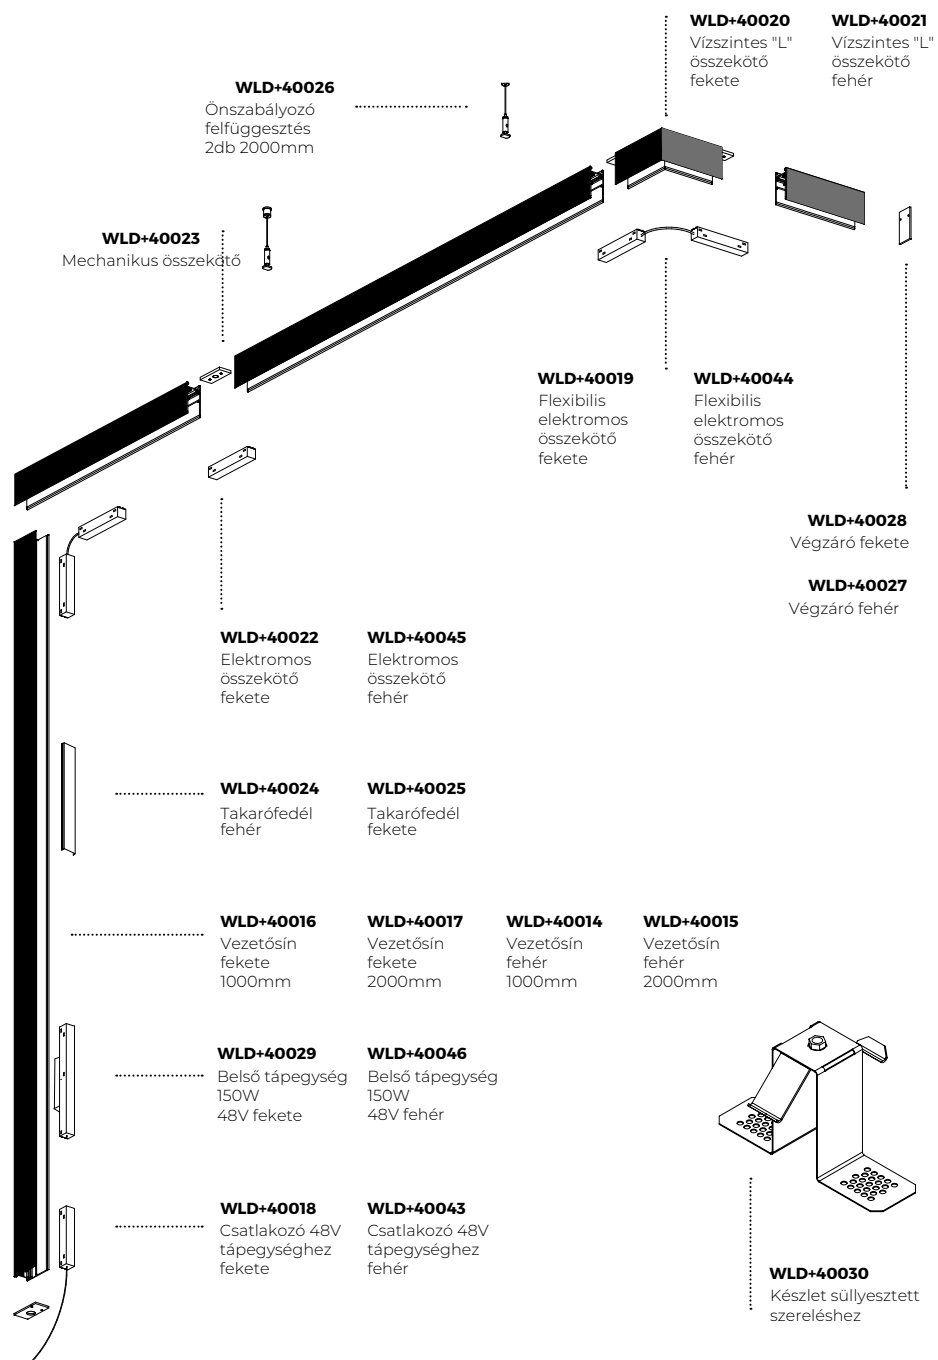 WLD+40020
Vízszintes "L"
összekötő
fekete
WLD+40021
Vízszintes "L"
összekötő
fehér
WLD+40026
Önszabályozó
felfüggesztés
2db 2000mm
WLD+40023
Mechanikus összekötő
WLD+40019
Flexibilis
elektromos
összekötő
fekete
WLD+40044
Flexibilis
elektromos
összekötő
fehér
WLD+40028
Végzáró fekete
WLD+40027
Végzáró fehér
WLD+40022
Elektromos
összekötő
fekete
WLD+40045
Elektromos
összekötő
fehér
WLD+40024
Takarófedél
fehér
WLD+40025
Takarófedél
fekete
WLD+40016
Vezetősín
fekete
1000mm
WLD+40017
Vezetősín
fekete
2000mm
WLD+40014
Vezetősín
fehér
1000mm
WLD+40015
Vezetősín
fehér
2000mm
WLD+40029
Belső tápegység
150W
48V fekete
WLD+40046
Belső tápegység
150W
48V fehér
WLD+40018
Csatlakozó 48V
tápegységhez
fekete
WLD+40043
Csatlakozó 48V
tápegységhez
fehér
WLD+40030
Készlet süllyesztett
szereléshez